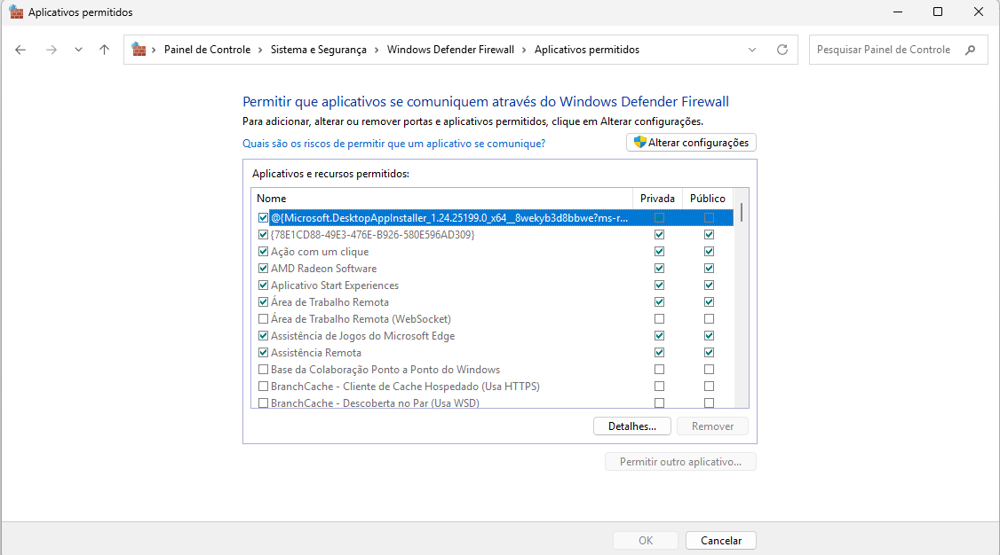 Aplicativos permitidos
Painel de Controle > Sistema e Segurança > Windows Defender Firewall > Aplicativos permitidos
Pesquisar Painel de Controle
Permitir que aplicativos se comuniquem através do Windows Defender Firewall
Para adicionar, alterar ou remover portas e aplicativos permitidos, clique em Alterar configurações.
Quais são os riscos de permitir que um aplicativo se comunique?
Alterar configurações
Aplicativos e recursos permitidos:
Nome Privada Público
@{Microsoft.DesktopAppInstaller_1.24.25199.0_x64__8wekyb3d8bbwe?ms-r...
{78E1CD88-49E3-476E-B926-580E596AD309}
Ação com um clique
AMD Radeon Software
Aplicativo Start Experiences
Área de Trabalho Remota
Área de Trabalho Remota (WebSocket)
Assistência de Jogos do Microsoft Edge
Assistência Remota
Base da Colaboração Ponto a Ponto do Windows
BranchCache - Cliente de Cache Hospedado (Usa HTTPS)
BranchCache - Descoberta no Par (Usa WSD)
Detalhes... Remover
Permitir outro aplicativo...
OK Cancelar